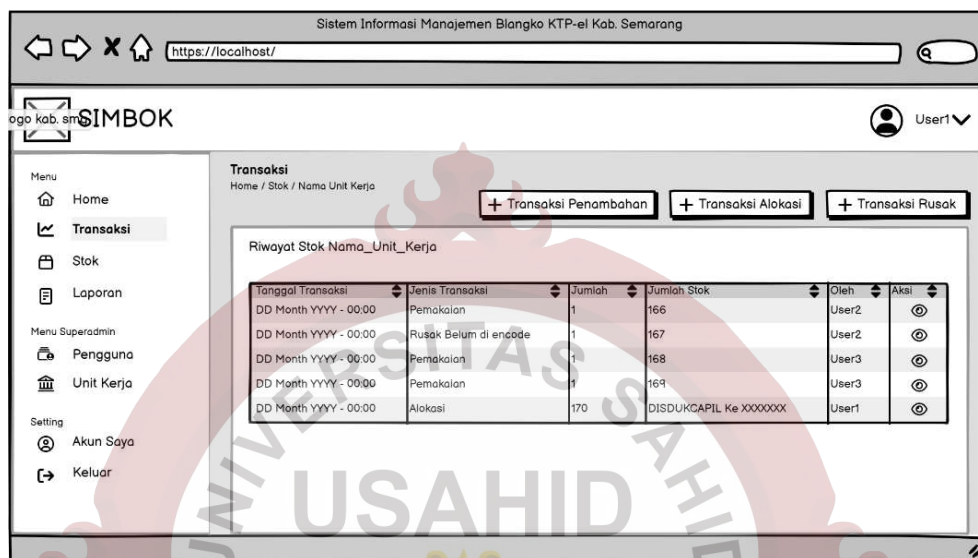 Sistem Informasi Manajemen Blangko KTP-el Kab. Semarang
https://localhost/
ogo kab. smg
SIMBOK
User1
Menu
Home
Transaksi
Stok
Laporan
Menu Superadmin
Pengguna
Unit Kerja
Setting
Akun Saya
Keluar
Transaksi
Home / Stok / Nama Unit Kerja
+ Transaksi Penambahan + Transaksi Alokasi + Transaksi Rusak
Riwayat Stok Nama_Unit_Kerja
Tanggal Transaksi Jenis Transaksi Jumlah Jumlah Stok Oleh Aksi
DD Month YYYY - 00:00 Pemakaian 1 166 User2
DD Month YYYY - 00:00 Rusak Belum di encode 1 167 User2
DD Month YYYY - 00:00 Pemakaian 1 168 User3
DD Month YYYY - 00:00 Pemakaian 1 169 User3
DD Month YYYY - 00:00 Alokasi 170 DISDUKCAPIL Ke XXXXXXX User1
UNIVERSITAS SAHID
USAHID